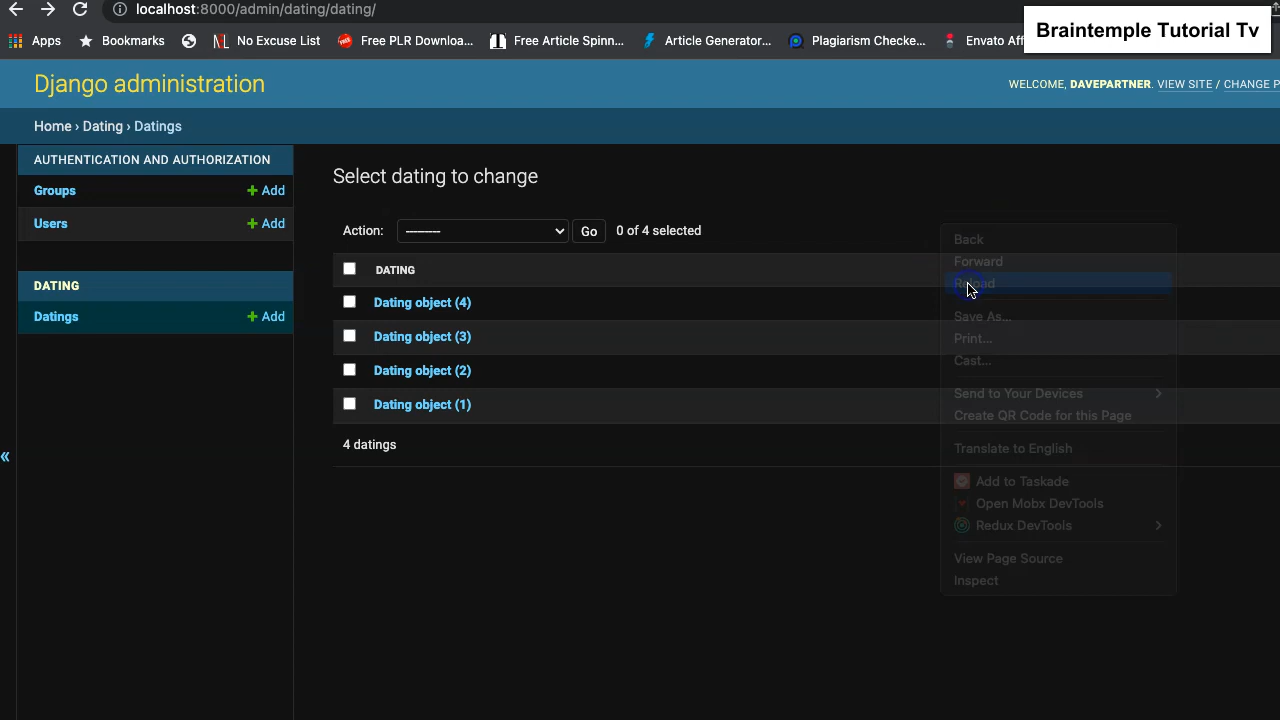 localhost:8000/admin/dating/dating/
Braintemple Tutorial Tv
Apps Bookmarks No Excuse List Free PLR Downloa... Free Article Spinn... Article Generator... Plagiarism Checke... Envato Aff
Django administration
WELCOME, DAVEPARTNER. VIEW SITE / CHANGE P
Home › Dating › Datings
AUTHENTICATION AND AUTHORIZATION
Groups + Add
Users + Add
DATING
Datings + Add
«
Select dating to change
Action: --------- Go 0 of 4 selected
DATING
Dating object (4)
Dating object (3)
Dating object (2)
Dating object (1)
4 datings
Back
Forward
Reload
Save As...
Print...
Cast...
Send to Your Devices
Create QR Code for this Page
Translate to English
Add to Taskade
Open Mobx DevTools
Redux DevTools
View Page Source
Inspect